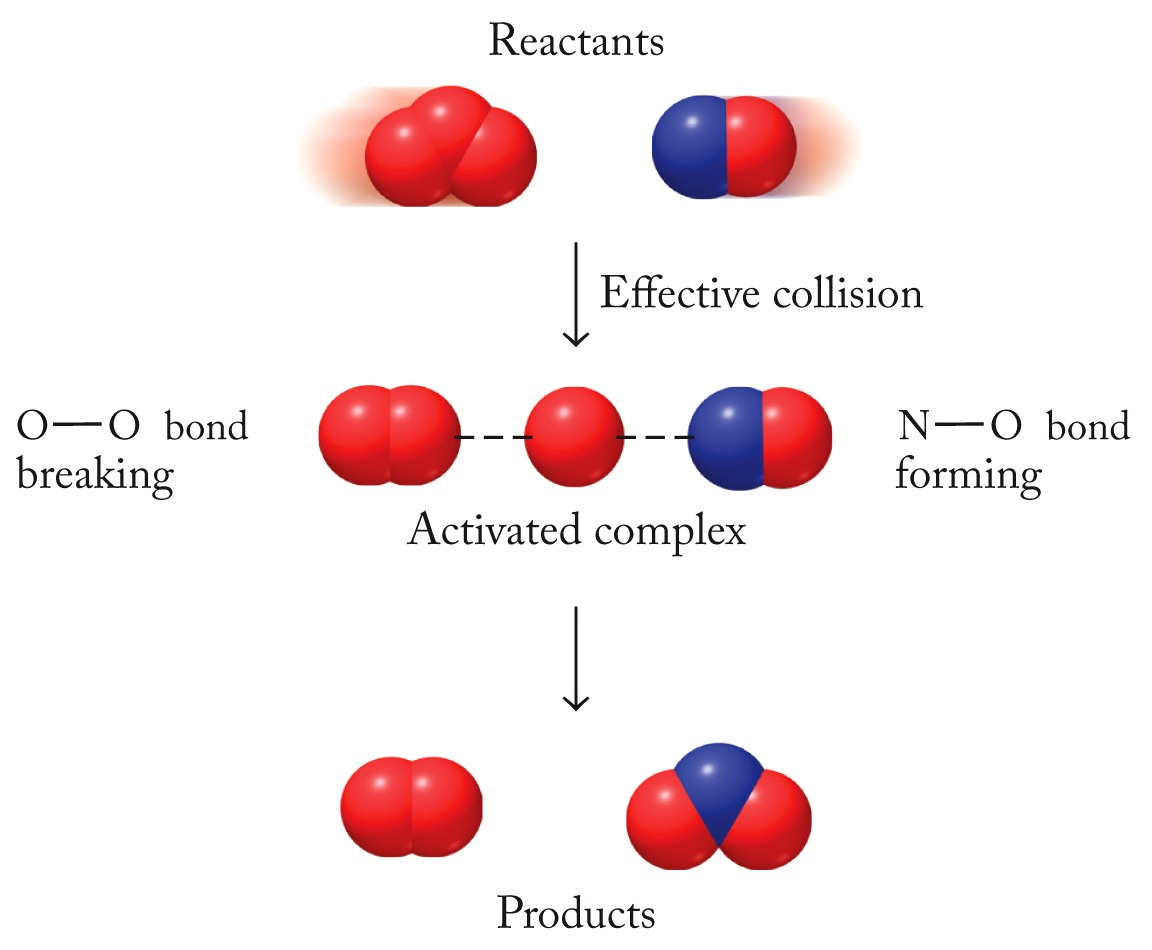 Reactants
Effective collision
O—O bond
breaking
N—O bond
forming
Activated complex
Products